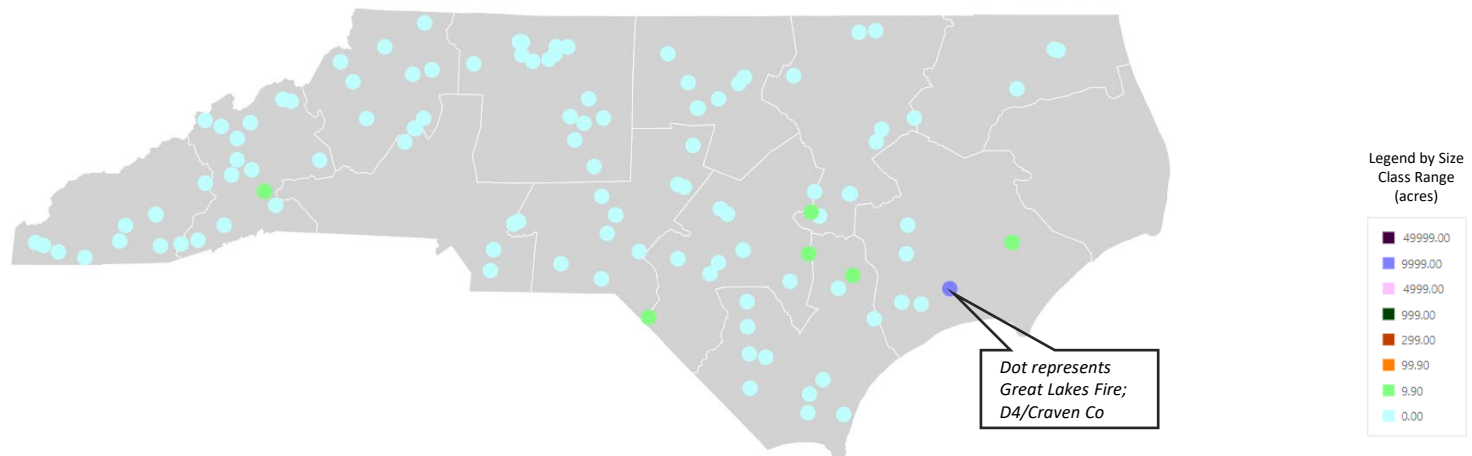 Legend by Size
Class Range
(acres)
49999.00
9999.00
4999.00
999.00
299.00
99.90
9.90
0.00
Dot represents
Great Lakes Fire;
D4/Craven Co